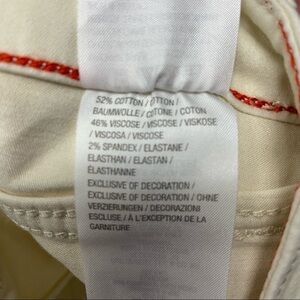 52% COTTON / COTTON /
BAUMWOLLE / COTONE / COTON
46% VISCOSE / VISCOSE / VISKOSE
/ VISCOSA / VISCOSE
2% SPANDEX / ELASTANE /
ELASTHAN / ELASTAN /
ÉLASTHANNE
EXCLUSIVE OF DECORATION /
EXCLUSIVE OF DECORATION / OHNE
VERZIERUNGEN / DECORAZIONI
ESCLUSE / À L'EXCEPTION DE LA
GARNITURE